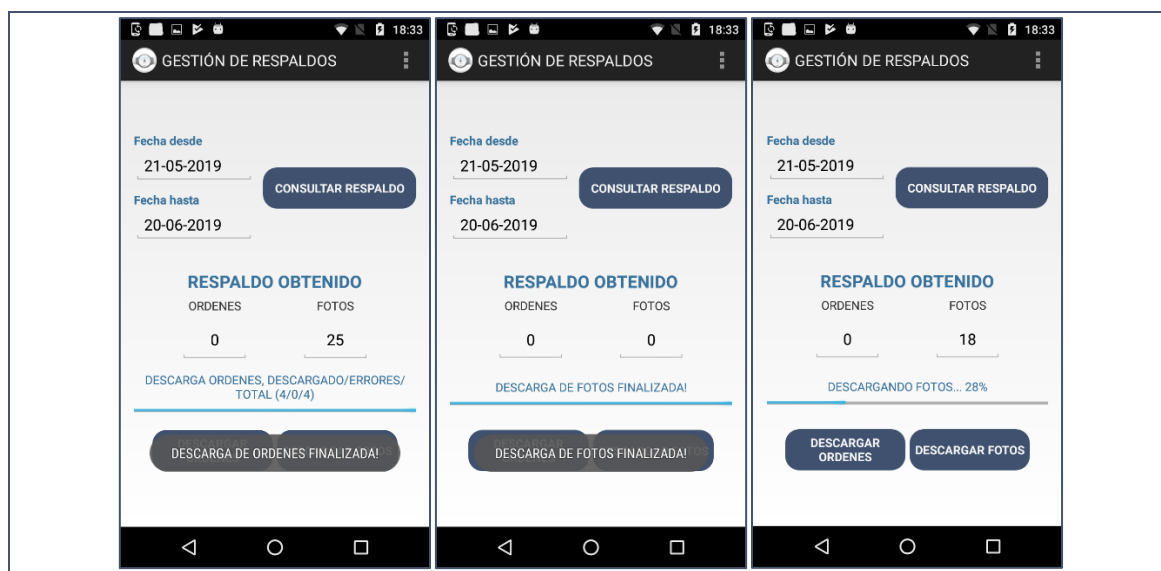 18:33
GESTIÓN DE RESPALDOS
Fecha desde
21-05-2019
CONSULTAR RESPALDO
Fecha hasta
20-06-2019
RESPALDO OBTENIDO
ORDENES FOTOS
0 25
DESCARGA ORDENES, DESCARGADO/ERRORES/
TOTAL (4/0/4)
DESCARGAR
DESCARGA DE ORDENES FINALIZADA!
18:33
GESTIÓN DE RESPALDOS
Fecha desde
21-05-2019
CONSULTAR RESPALDO
Fecha hasta
20-06-2019
RESPALDO OBTENIDO
ORDENES FOTOS
0 0
DESCARGA DE FOTOS FINALIZADA!
DESCARGAR
DESCARGA DE FOTOS FINALIZADA!
18:33
GESTIÓN DE RESPALDOS
Fecha desde
21-05-2019
CONSULTAR RESPALDO
Fecha hasta
20-06-2019
RESPALDO OBTENIDO
ORDENES FOTOS
0 18
DESCARGANDO FOTOS... 28%
DESCARGAR
ORDENES
DESCARGAR FOTOS